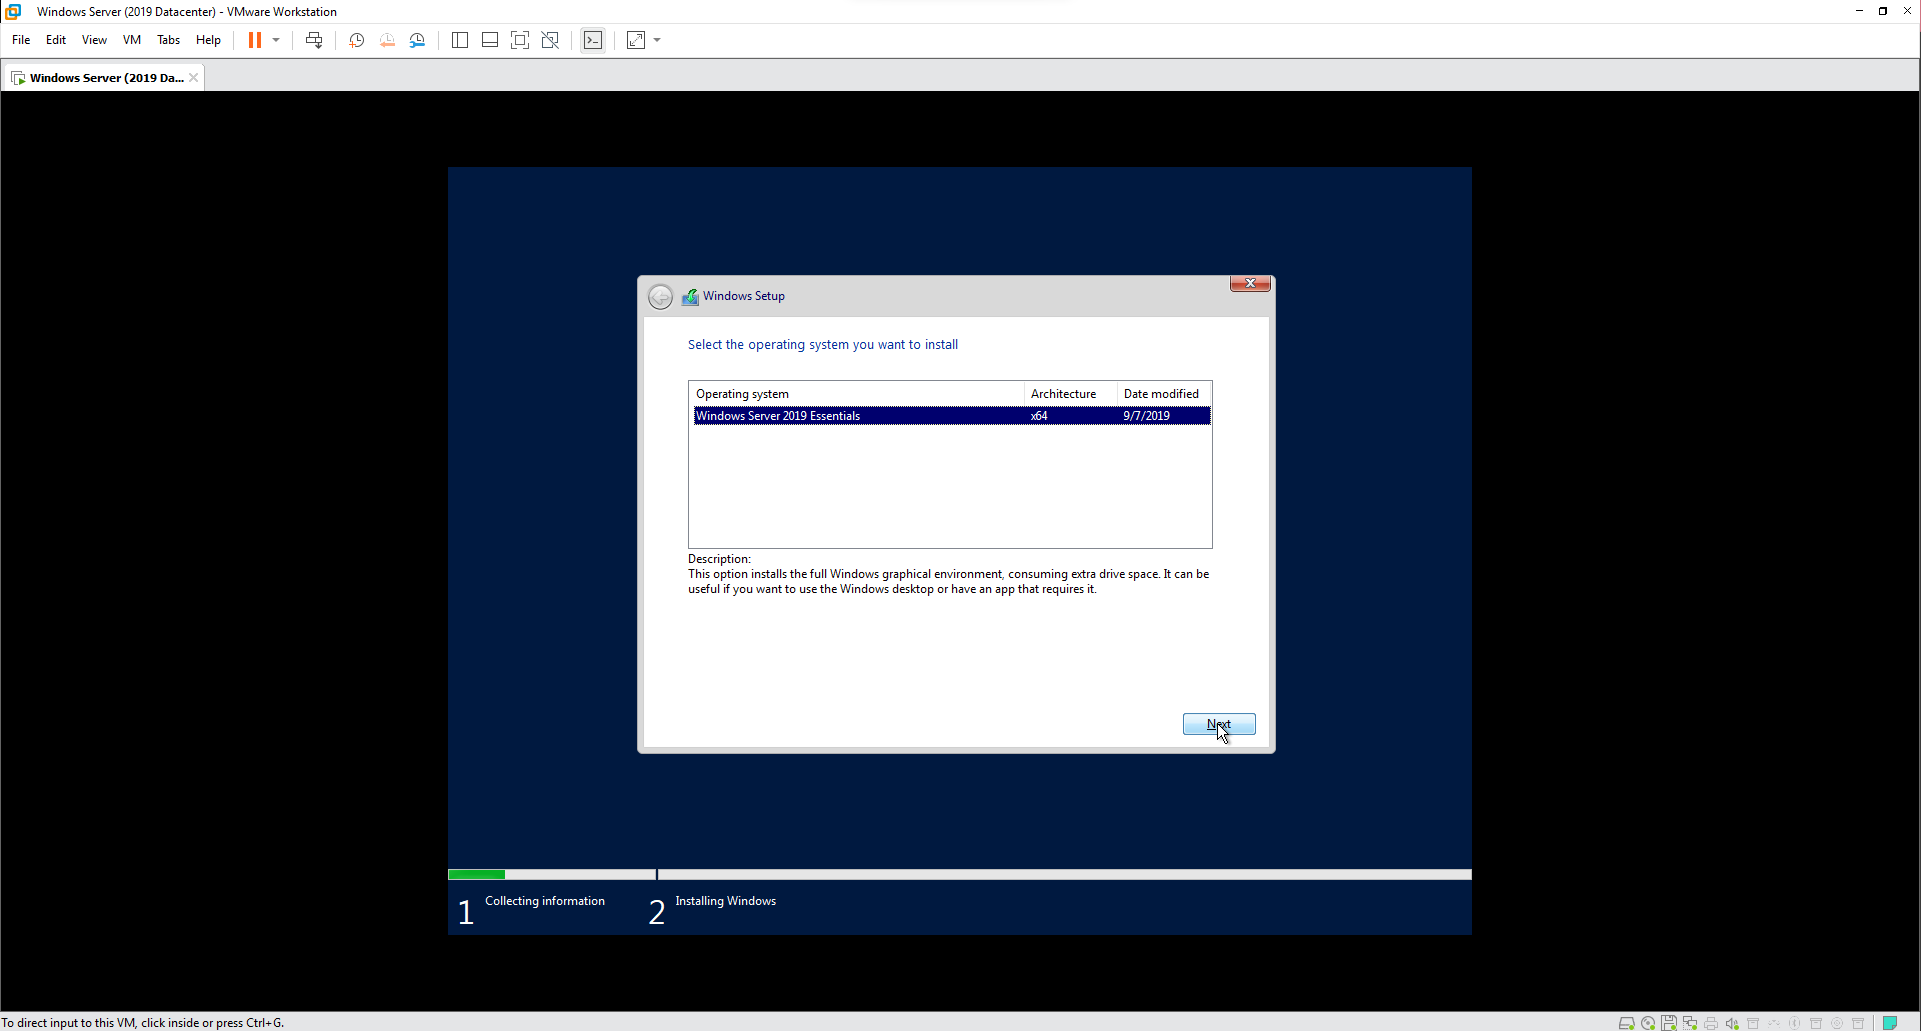 Windows Server (2019 Datacenter) - VMware Workstation
File Edit View VM Tabs Help
Windows Server (2019 Da...
Windows Setup
Select the operating system you want to install
Operating system Architecture Date modified
Windows Server 2019 Essentials x64 9/7/2019
Description:
This option installs the full Windows graphical environment, consuming extra drive space. It can be
useful if you want to use the Windows desktop or have an app that requires it.
Next
1 Collecting information 2 Installing Windows
To direct input to this VM, click inside or press Ctrl+G.